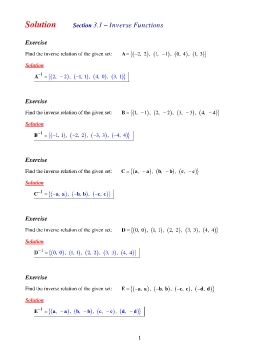 Solution Section 3.1 – Inverse Functions
Exercise
Find the inverse relation of the given set: A = {(−2, 2), (1, −1), (0, 4), (1, 3)}
Solution
A⁻¹ = {(2, −2), (−1, 1), (4, 0), (3, 1)}
Exercise
Find the inverse relation of the given set: B = {(1, −1), (2, −2), (3, −3), (4, −4)}
Solution
B⁻¹ = {(−1, 1), (−2, 2), (−3, 3), (−4, 4)}
Exercise
Find the inverse relation of the given set: C = {(a, −a), (b, −b), (c, −c)}
Solution
C⁻¹ = {(−a, a), (−b, b), (−c, c)}
Exercise
Find the inverse relation of the given set: D = {(0, 0), (1, 1), (2, 2), (3, 3), (4, 4)}
Solution
D⁻¹ = {(0, 0), (1, 1), (2, 2), (3, 3), (4, 4)}
Exercise
Find the inverse relation of the given set: E = {(−a, a), (−b, b), (−c, c), (−d, d)}
Solution
E⁻¹ = {(a, −a), (b, −b), (c, −c), (d, −d)}
1